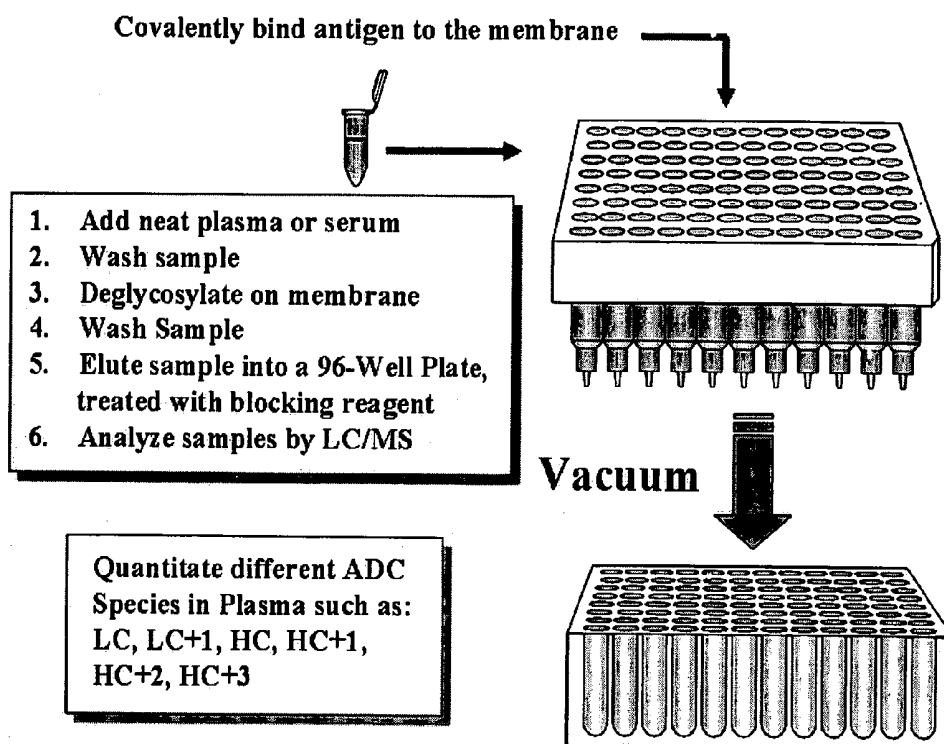 Covalently bind antigen to the membrane
1. Add neat plasma or serum
2. Wash sample
3. Deglycosylate on membrane
4. Wash Sample
5. Elute sample into a 96-Well Plate,
treated with blocking reagent
6. Analyze samples by LC/MS
Vacuum
Quantitate different ADC
Species in Plasma such as:
LC, LC+1, HC, HC+1,
HC+2, HC+3